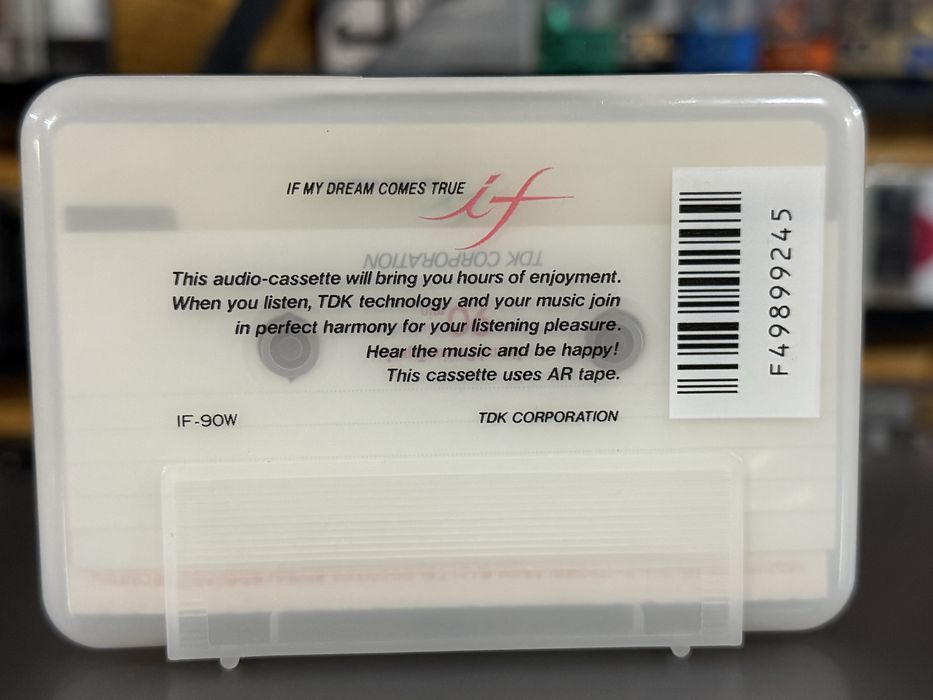 IF MY DREAM COMES TRUE if
TDK CORPORATION
This audio-cassette will bring you hours of enjoyment.
When you listen, TDK technology and your music join
in perfect harmony for your listening pleasure.
Hear the music and be happy!
This cassette uses AR tape.
IF-90W
TDK CORPORATION
F49899245